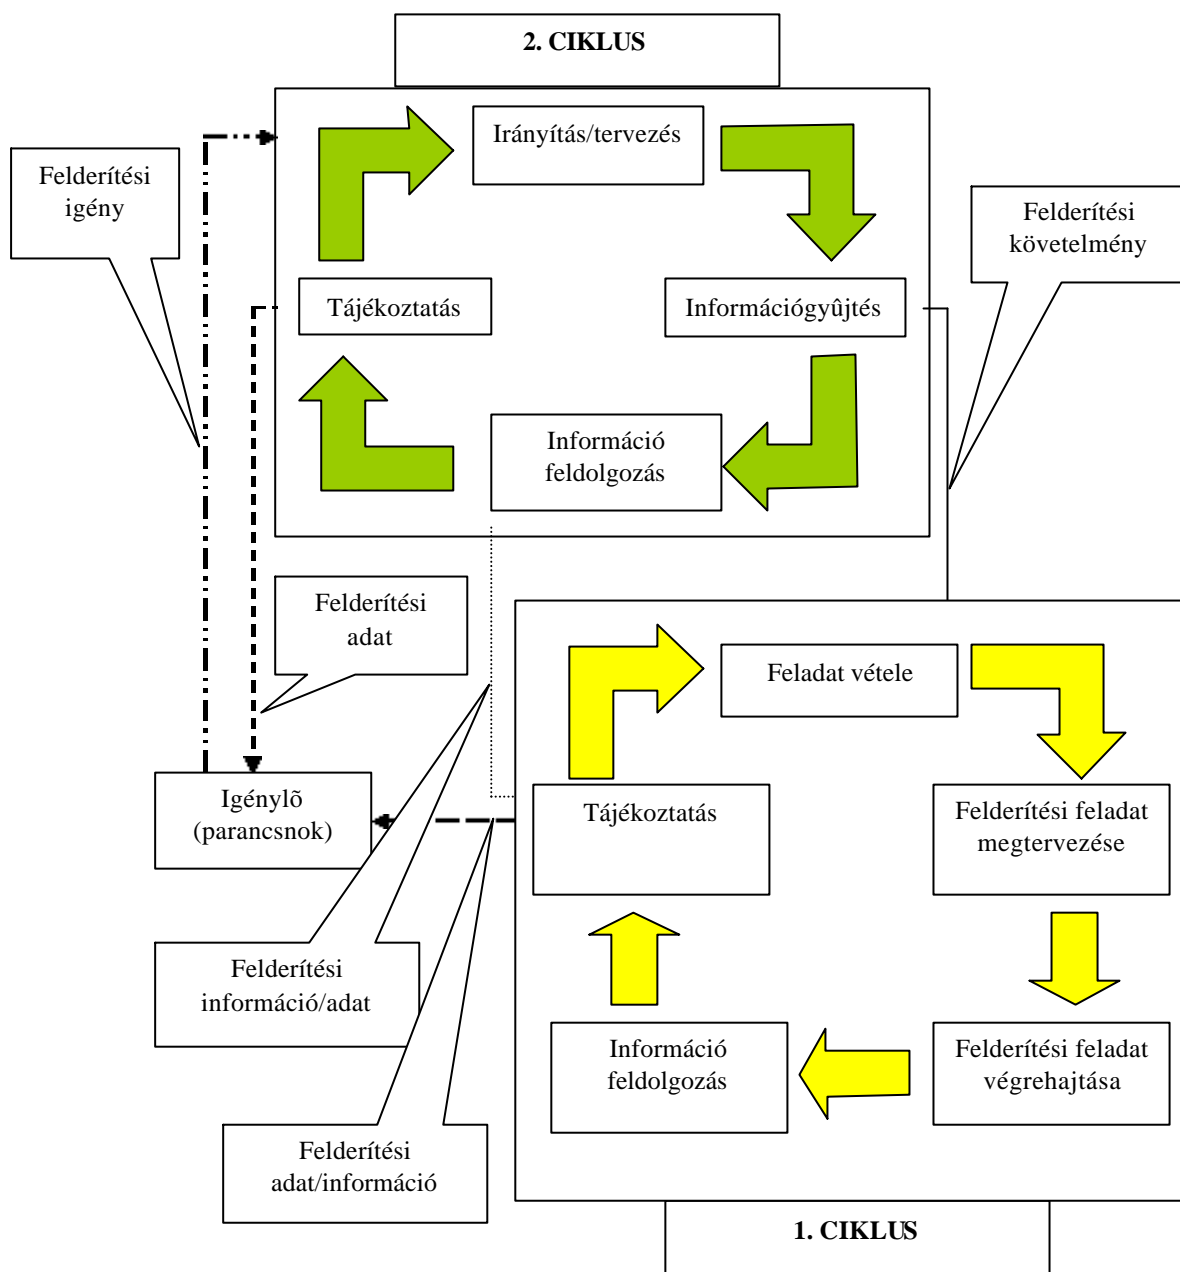 2. CIKLUS
Irányítás/tervezés
Felderítési
igény
Felderítési
követelmény
Tájékoztatás
Információgyûjtés
Információ
feldolgozás
Felderítési
adat
Feladat vétele
Igénylõ
(parancsnok)
Tájékoztatás
Felderítési feladat
megtervezése
Felderítési
információ/adat
Információ
feldolgozás
Felderítési feladat
végrehajtása
Felderítési
adat/információ
1. CIKLUS